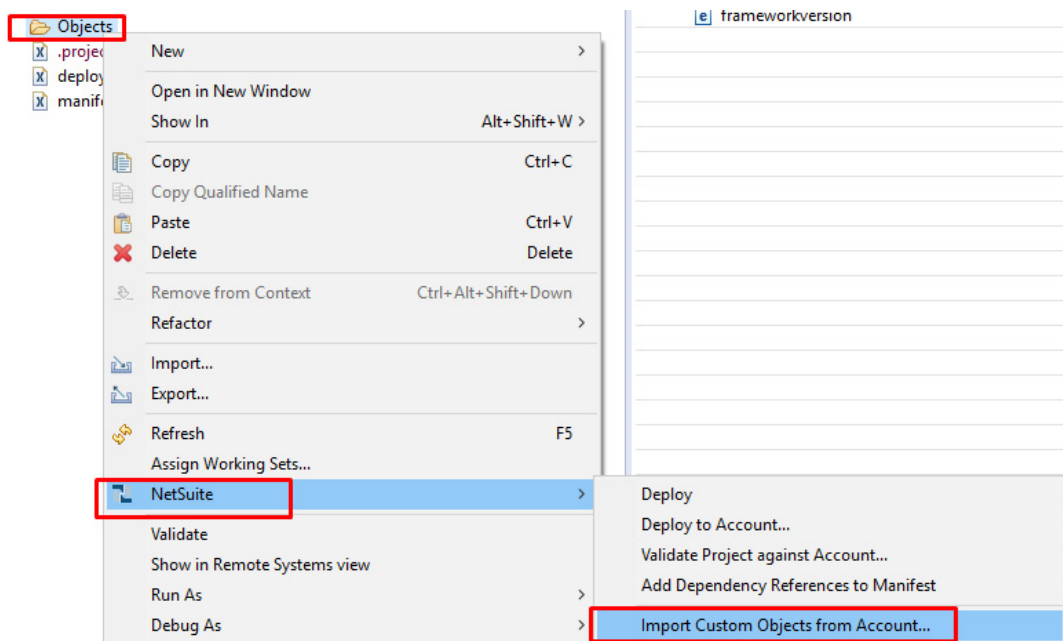 Objects
frameworkversion
.projec
deploy
manife
New
Open in New Window
Show In Alt+Shift+W
Copy Ctrl+C
Copy Qualified Name
Paste Ctrl+V
Delete Delete
Remove from Context Ctrl+Alt+Shift+Down
Refactor
Import...
Export...
Refresh F5
Assign Working Sets...
NetSuite
Validate
Show in Remote Systems view
Run As
Debug As
Deploy
Deploy to Account...
Validate Project against Account...
Add Dependency References to Manifest
Import Custom Objects from Account...